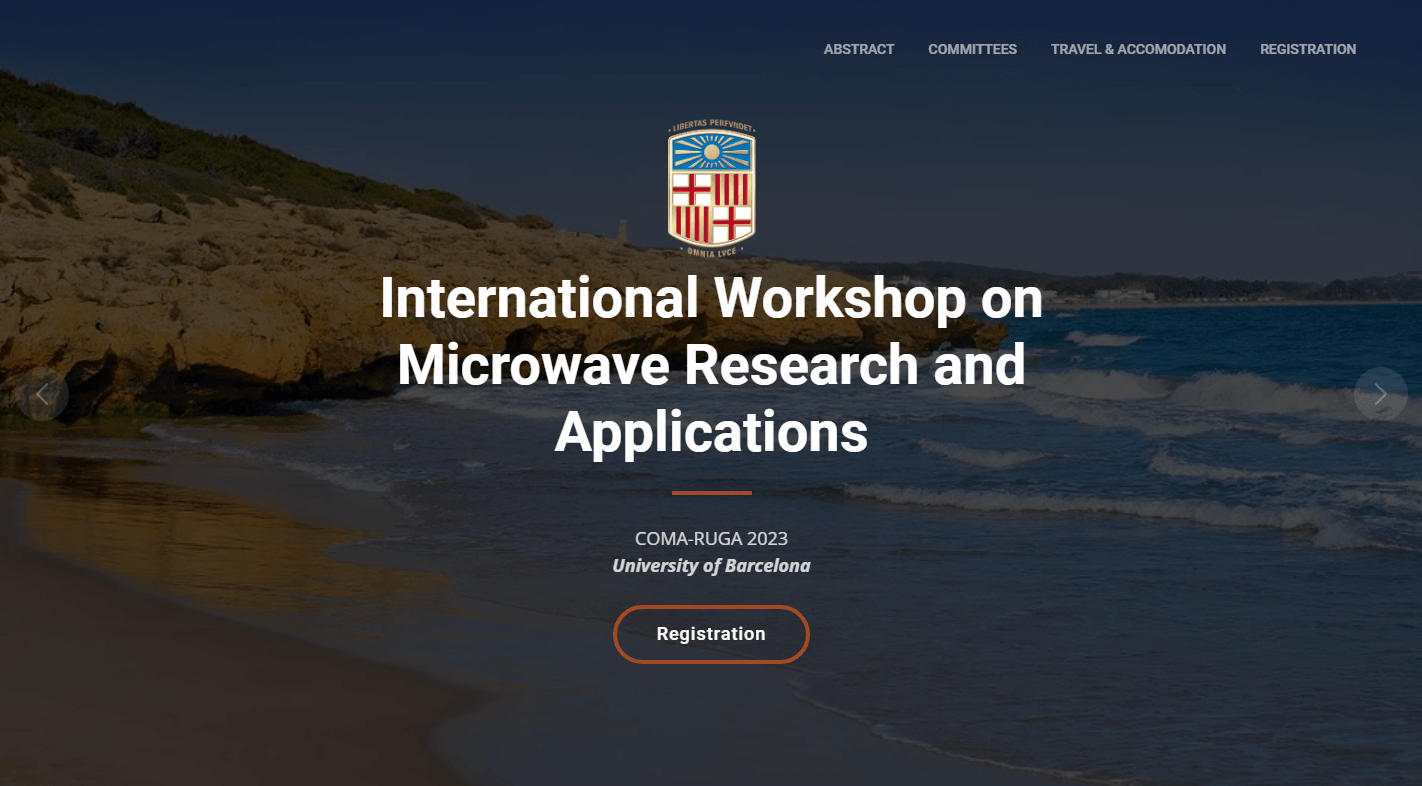 ABSTRACT COMMITTEES TRAVEL & ACCOMODATION REGISTRATION
LIBERTAS PERFVNDET
OMNIA LVCE
International Workshop on
Microwave Research and
Applications
COMA-RUGA 2023
University of Barcelona
Registration